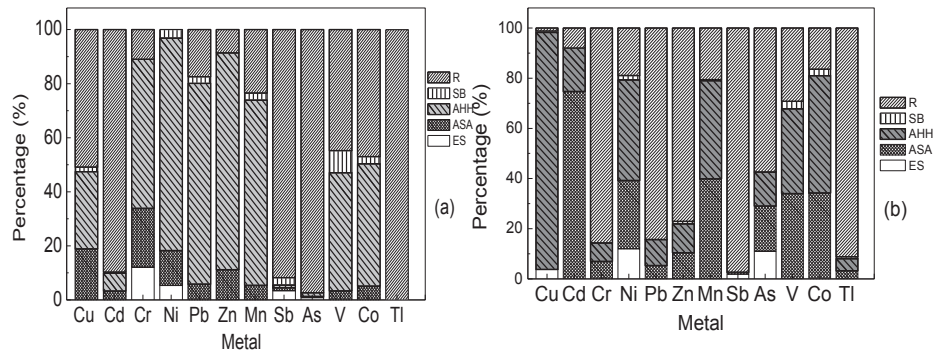 100
80
60
40
20
0
Percentage (%)
R
SB
AHH
ASA
ES
(a)
Cu Cd Cr Ni Pb Zn Mn Sb As V Co Tl
Metal
100
80
60
40
20
0
Percentage (%)
R
SB
AHH
ASA
ES
(b)
Cu Cd Cr Ni Pb Zn Mn Sb As V Co Tl
Metal